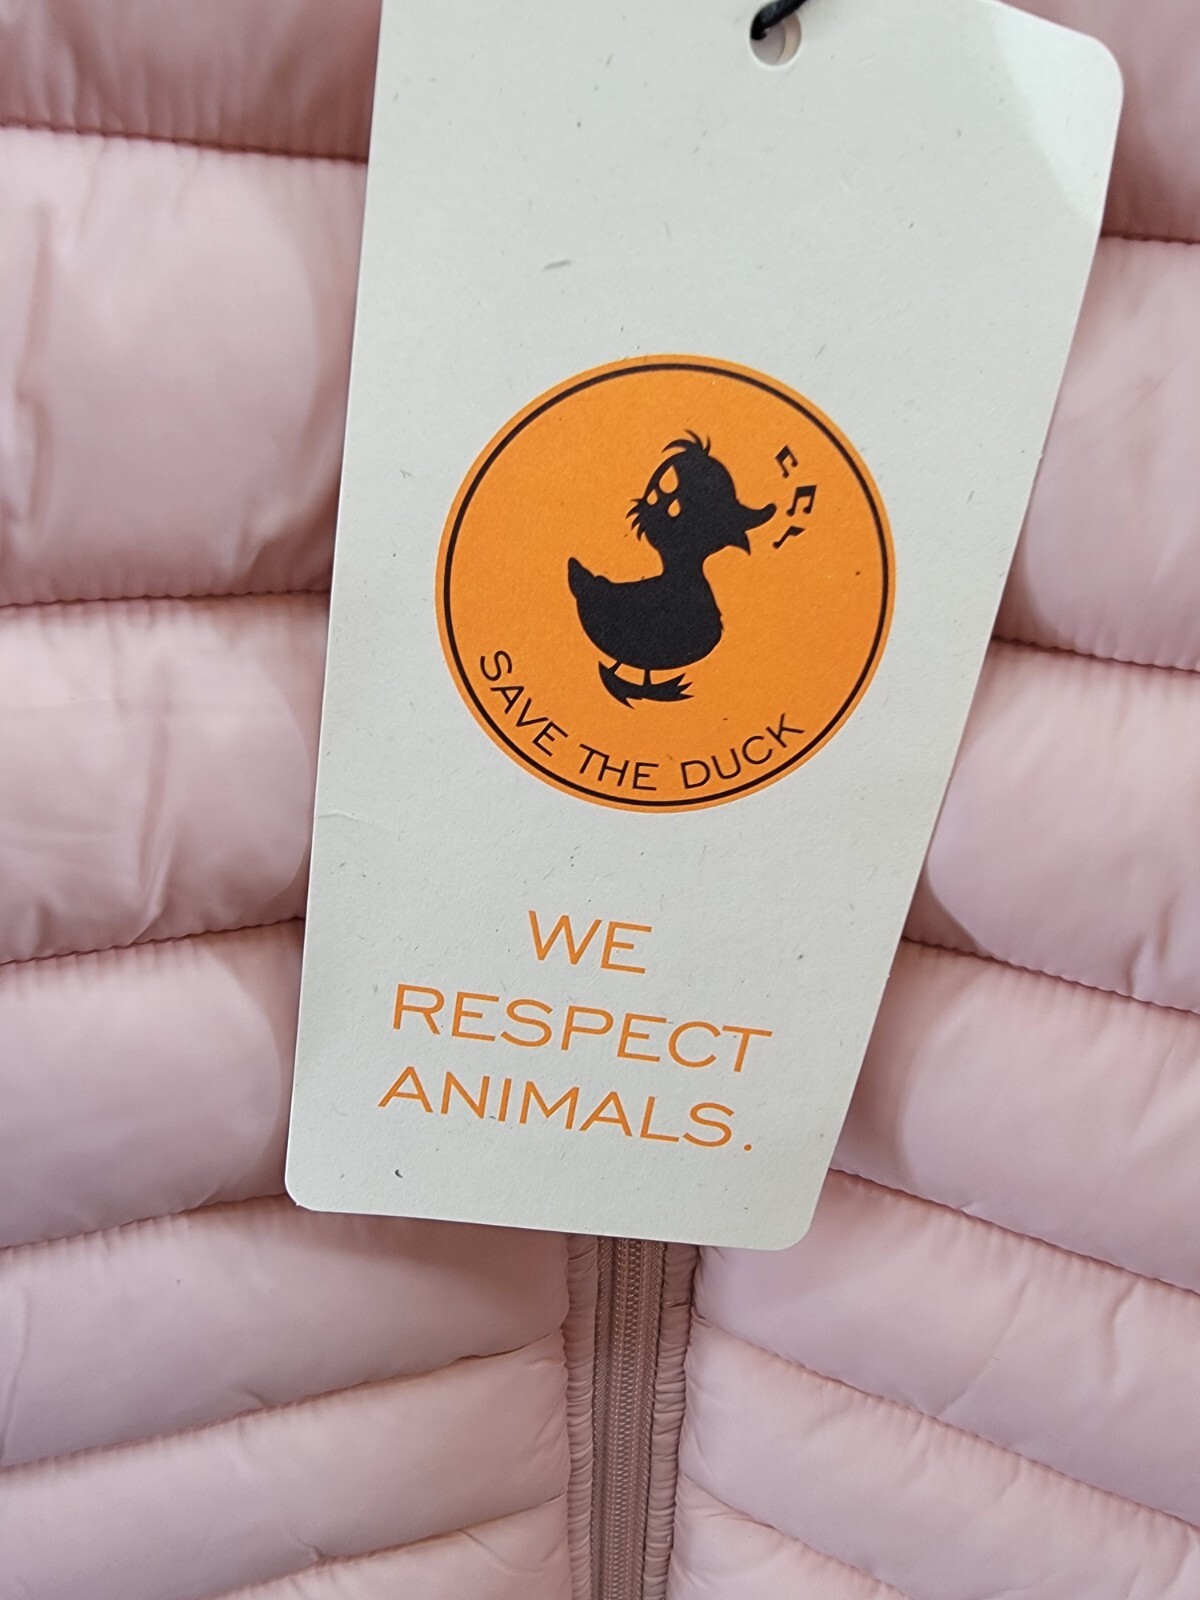 SAVE THE DUCK
WE
RESPECT
ANIMALS.